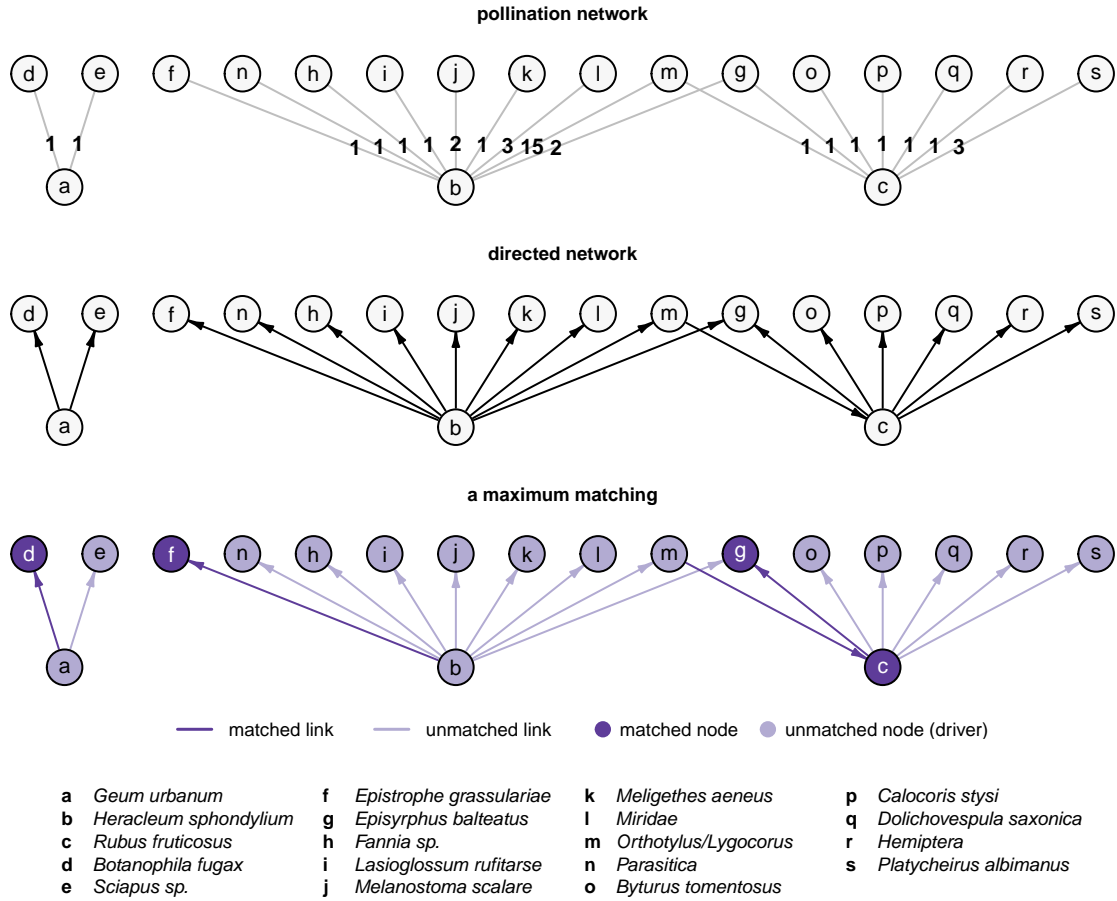 pollination network
d e f n h i j k l m g o p q r s
1 1 1 1 1 1 2 1 3 15 2 1 1 1 1 1 1 3
a b c
directed network
d e f n h i j k l m g o p q r s
a b c
a maximum matching
d e f n h i j k l m g o p q r s
a b c
matched link unmatched link matched node unmatched node (driver)
a Geum urbanum f Epistrophe grassulariae k Meligethes aeneus p Calocoris stysi
b Heracleum sphondylium g Episyrphus balteatus l Miridae q Dolichovespula saxonica
c Rubus fruticosus h Fannia sp. m Orthotylus/Lygocorus r Hemiptera
d Botanophila fugax i Lasioglossum rufitarse n Parasitica s Platycheirus albimanus
e Sciapus sp. j Melanostoma scalare o Byturus tomentosus